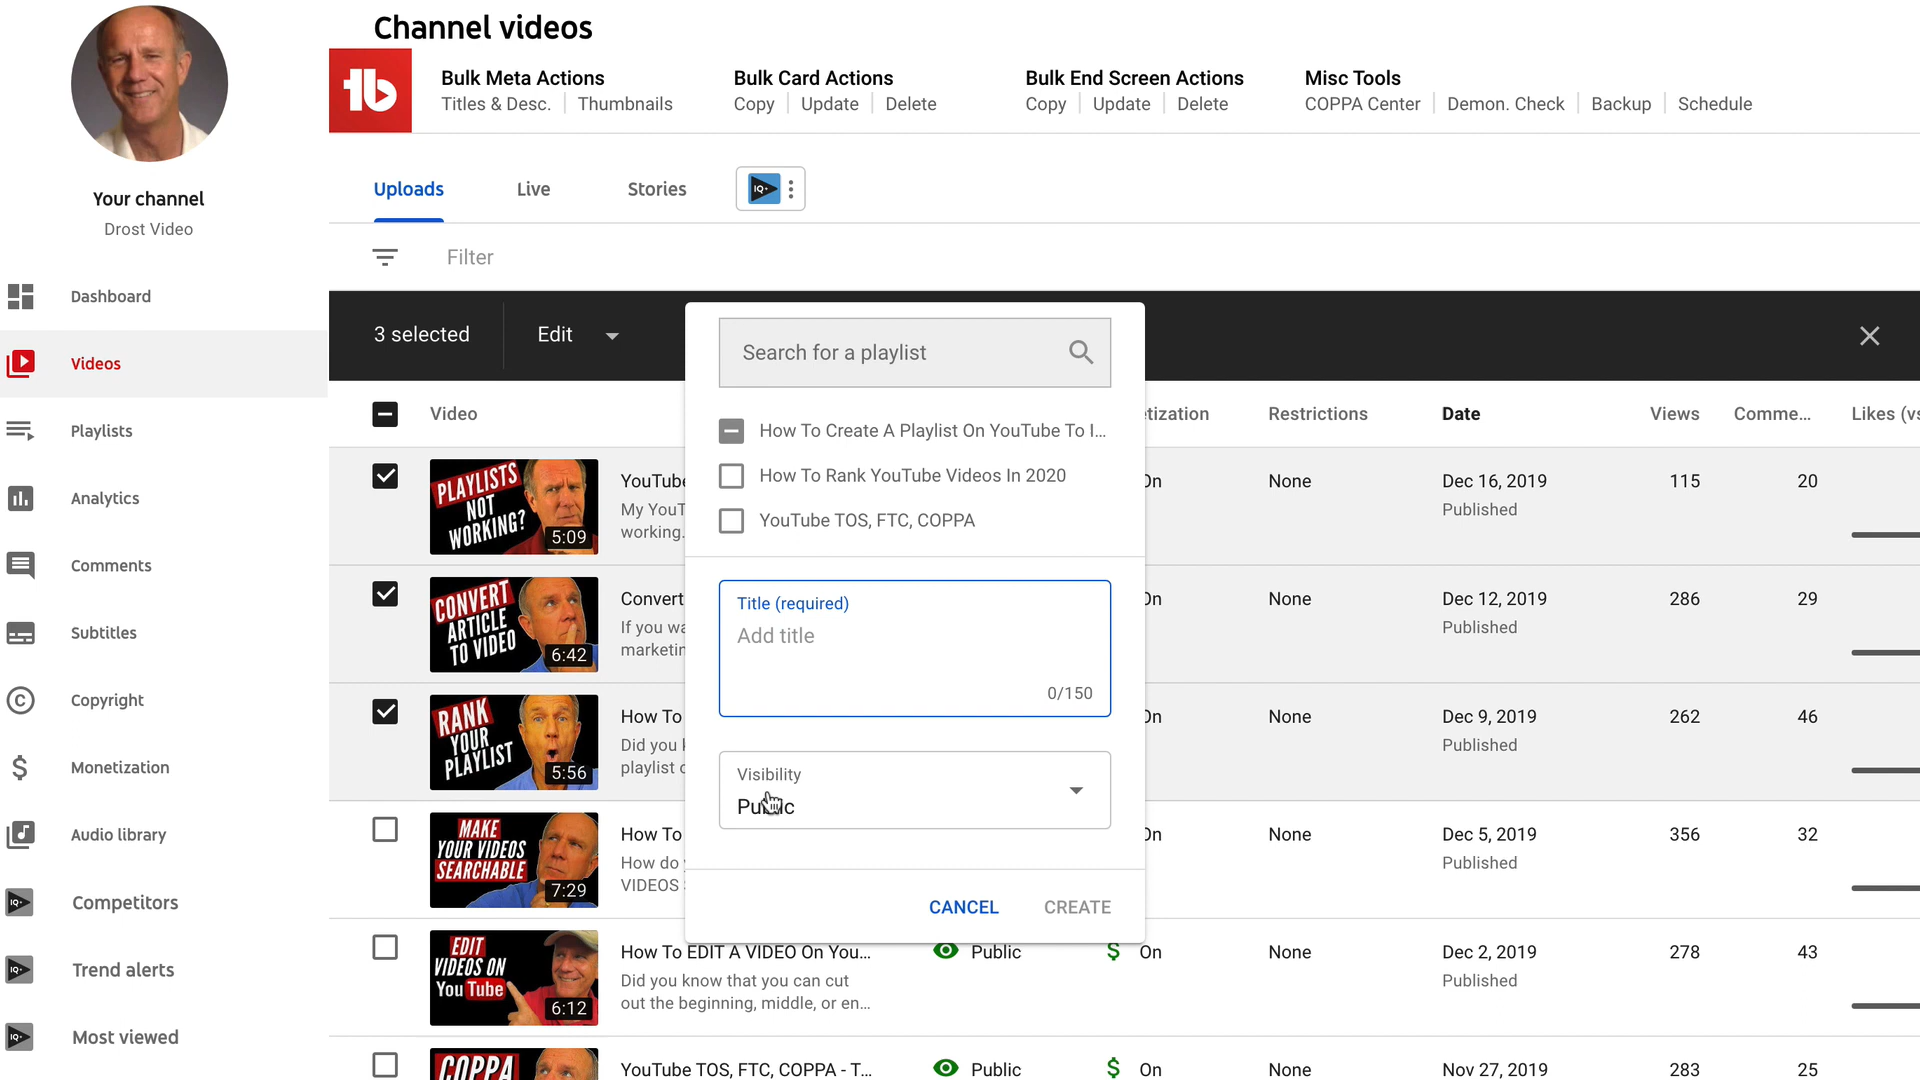 Channel videos
Bulk Meta Actions
Titles & Desc.
Thumbnails
Bulk Card Actions
Copy
Update
Delete
Bulk End Screen Actions
Copy
Update
Delete
Misc Tools
COPPA Center
Demon. Check
Backup
Schedule
Your channel
Drost Video
Dashboard
Videos
Playlists
Analytics
Comments
Subtitles
Copyright
Monetization
Audio library
Competitors
Trend alerts
Most viewed
Uploads
Live
Stories
IQ+
Filter
3 selected
Edit
Search for a playlist
How To Create A Playlist On YouTube To I...
How To Rank YouTube Videos In 2020
YouTube TOS, FTC, COPPA
Title (required)
Add title
0/150
Visibility
Public
CANCEL
CREATE
Video
etization
Restrictions
Date
Views
Comme...
Likes (vs
PLAYLISTS
NOT
WORKING?
5:09
YouTube
My YouT
working.
On
None
Dec 16, 2019
Published
115
20
CONVERT
ARTICLE
TO VIDEO
6:42
Convert
If you wa
marketin
On
None
Dec 12, 2019
Published
286
29
RANK
YOUR
PLAYLIST
5:56
How To
Did you k
playlist c
On
None
Dec 9, 2019
Published
262
46
MAKE
YOUR VIDEOS
SEARCHABLE
7:29
How To
How do
VIDEOS
On
None
Dec 5, 2019
Published
356
32
EDIT
VIDEOS ON
YouTube
6:12
How To EDIT A VIDEO On You...
Did you know that you can cut
out the beginning, middle, or en...
Public
$
On
None
Dec 2, 2019
Published
278
43
COPPA
YouTube TOS, FTC, COPPA - T...
Public
$
On
None
Nov 27, 2019
283
25